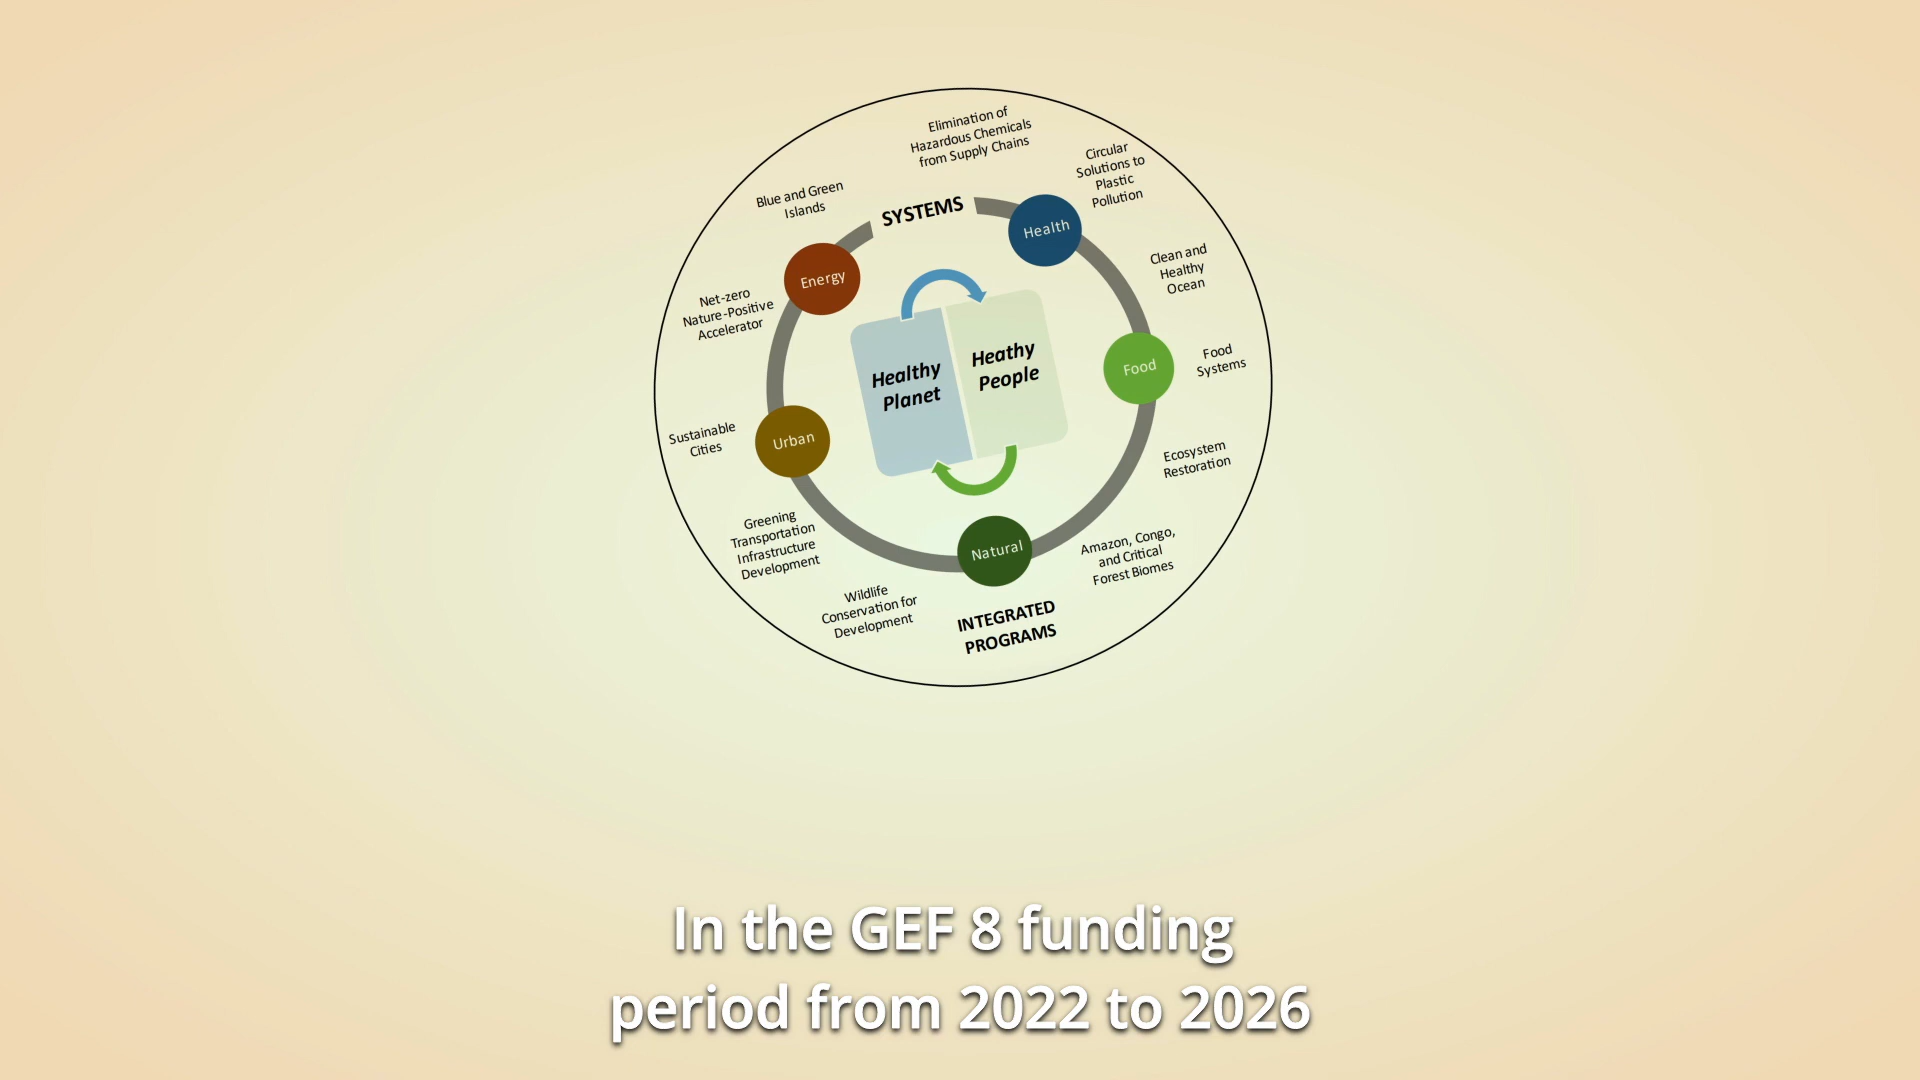 Elimination of
Hazardous Chemicals
from Supply Chains
Circular
Solutions to
Plastic
Pollution
Blue and Green
Islands
SYSTEMS
Health
Clean and
Healthy
Ocean
Energy
Net-zero
Nature-Positive
Accelerator
Healthy
Planet
Heathy
People
Food
Food
Systems
Sustainable
Cities
Urban
Ecosystem
Restoration
Greening
Transportation
Infrastructure
Development
Natural
Amazon, Congo,
and Critical
Forest Biomes
Wildlife
Conservation for
Development
INTEGRATED
PROGRAMS
In the GEF 8 funding
period from 2022 to 2026